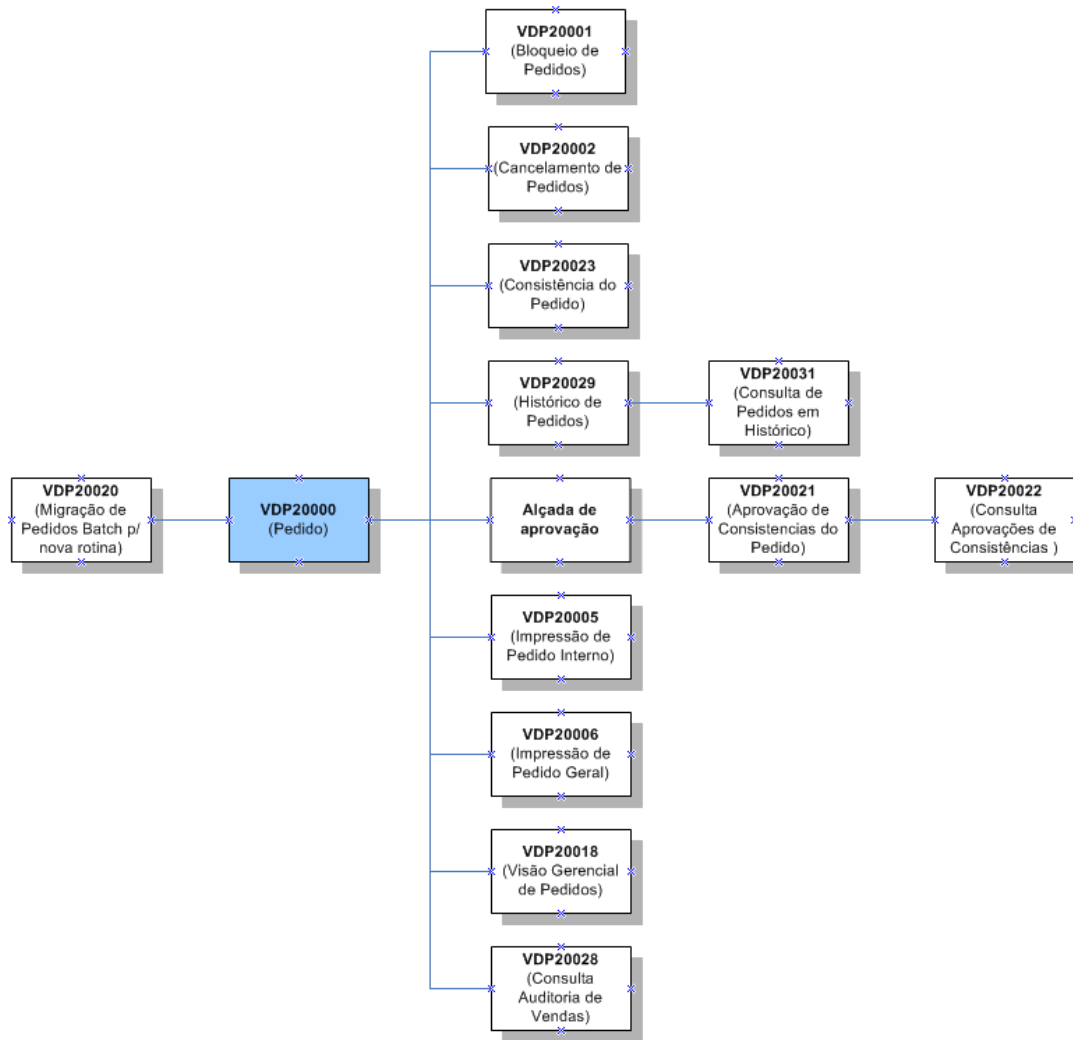 VDP20001
(Bloqueio de
Pedidos)
VDP20002
(Cancelamento de
Pedidos)
VDP20023
(Consistência do
Pedido)
VDP20029
(Histórico de
Pedidos)
VDP20031
(Consulta de
Pedidos em
Histórico)
VDP20020
(Migração de
Pedidos Batch p/
nova rotina)
VDP20000
(Pedido)
Alçada de
aprovação
VDP20021
(Aprovação de
Consistencias do
Pedido)
VDP20022
(Consulta
Aprovações de
Consistências )
VDP20005
(Impressão de
Pedido Interno)
VDP20006
(Impressão de
Pedido Geral)
VDP20018
(Visão Gerencial
de Pedidos)
VDP20028
(Consulta
Auditoria de
Vendas)